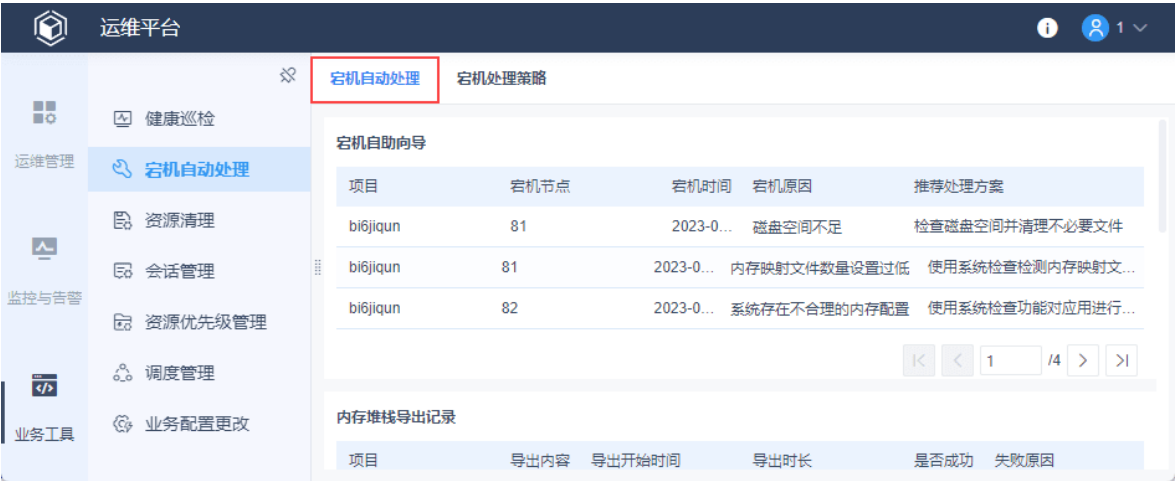 运维平台
1
宕机自动处理 宕机处理策略
运维管理
监控与告警
业务工具
健康巡检
宕机自动处理
资源清理
会话管理
资源优先级管理
调度管理
业务配置更改
宕机自助向导
项目 宕机节点 宕机时间 宕机原因 推荐处理方案
bi6jiqun 81 2023-0... 磁盘空间不足 检查磁盘空间并清理不必要文件
bi6jiqun 81 2023-0... 内存映射文件数量设置过低 使用系统检查检测内存映射文...
bi6jiqun 82 2023-0... 系统存在不合理的内存配置 使用系统检查功能对应用进行...
1 /4
内存堆栈导出记录
项目 导出内容 导出开始时间 导出时长 是否成功 失败原因